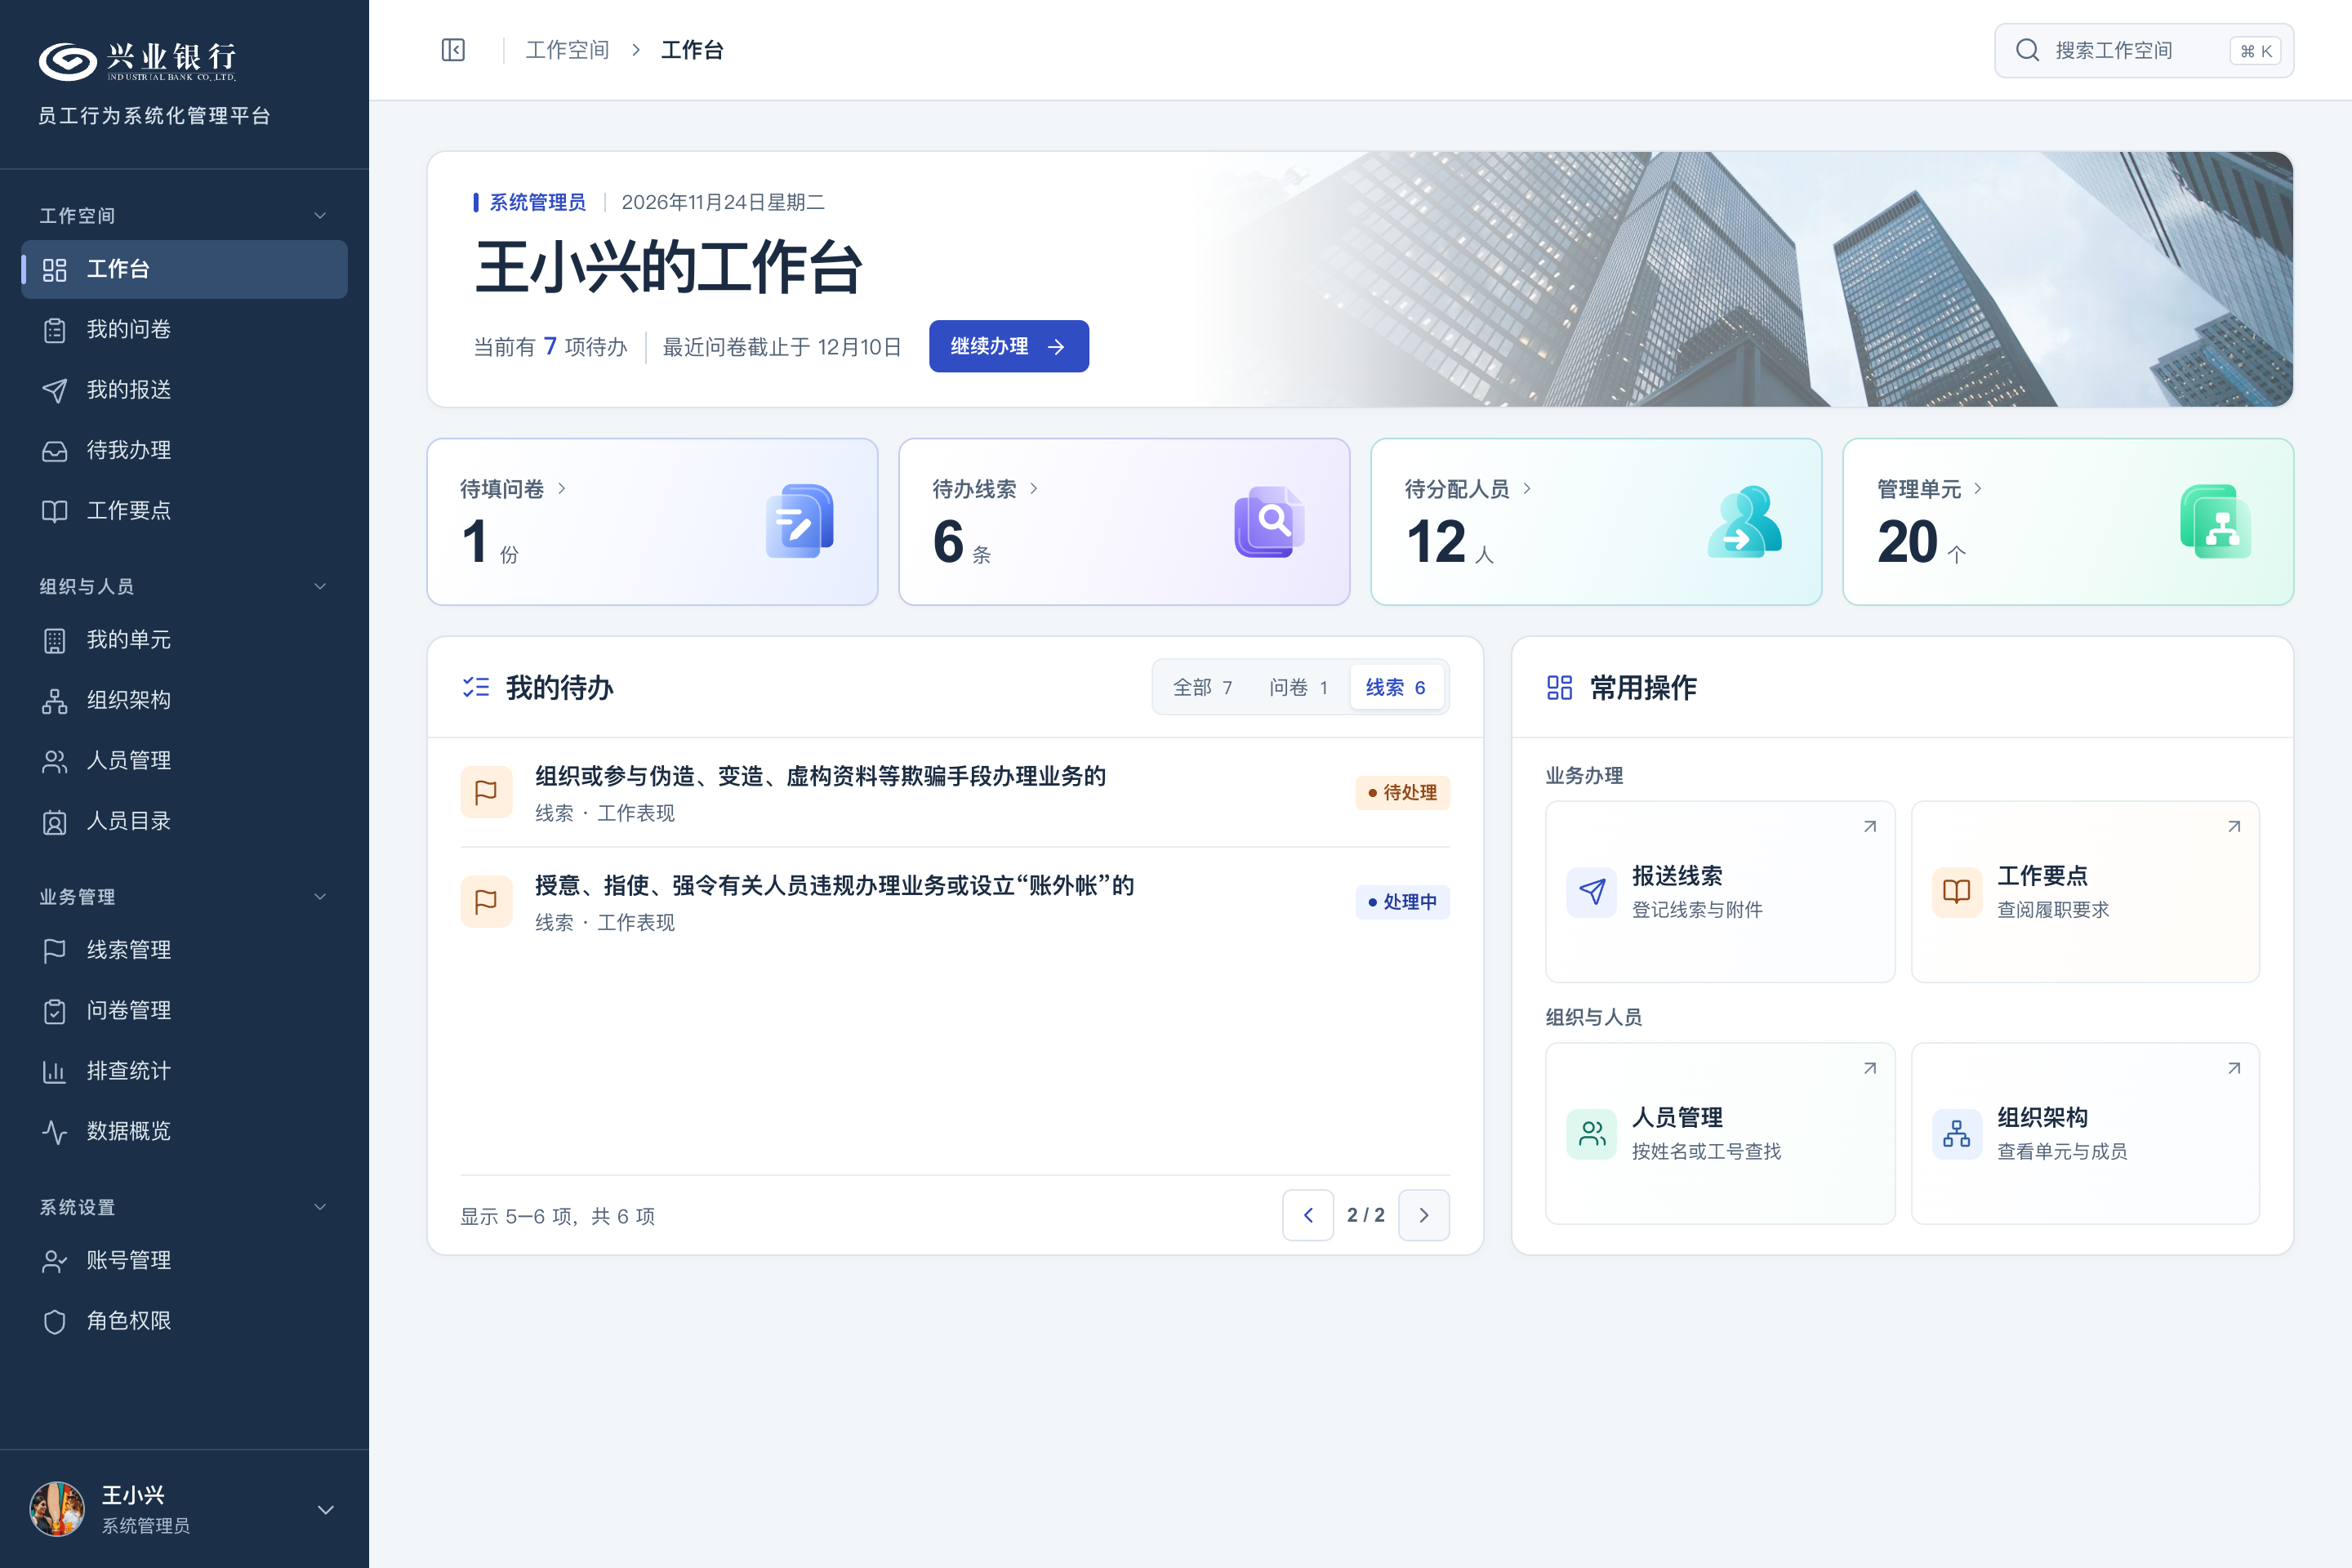 兴业银行
INDUSTRIAL BANK CO.,LTD.
员工行为系统化管理平台
工作空间
工作台
我的问卷
我的报送
待我办理
工作要点
组织与人员
我的单元
组织架构
人员管理
人员目录
业务管理
线索管理
问卷管理
排查统计
数据概览
系统设置
账号管理
角色权限
王小兴
系统管理员
工作空间 > 工作台
搜索工作空间 ⌘ K
系统管理员 2026年11月24日星期二
王小兴的工作台
当前有 7 项待办 最近问卷截止于 12月10日 继续办理
待填问卷
1 份
待办线索
6 条
待分配人员
12 人
管理单元
20 个
我的待办
全部 7 问卷 1 线索 6
组织或参与伪造、变造、虚构资料等欺骗手段办理业务的
线索 · 工作表现
待处理
授意、指使、强令有关人员违规办理业务或设立“账外帐”的
线索 · 工作表现
处理中
显示 5–6 项，共 6 项
2 / 2
常用操作
业务办理
报送线索
登记线索与附件
工作要点
查阅履职要求
组织与人员
人员管理
按姓名或工号查找
组织架构
查看单元与成员